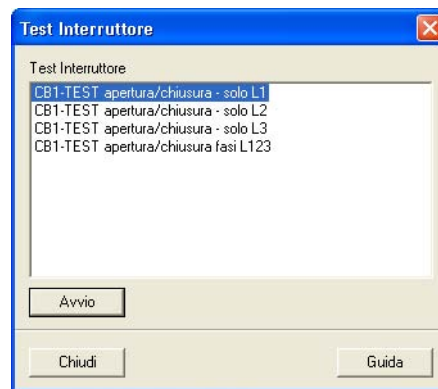 Test Interruttore
Test Interruttore
CB1-TEST apertura/chiusura - solo L1
CB1-TEST apertura/chiusura - solo L2
CB1-TEST apertura/chiusura - solo L3
CB1-TEST apertura/chiusura fasi L123
Avvio
Chiudi
Guida